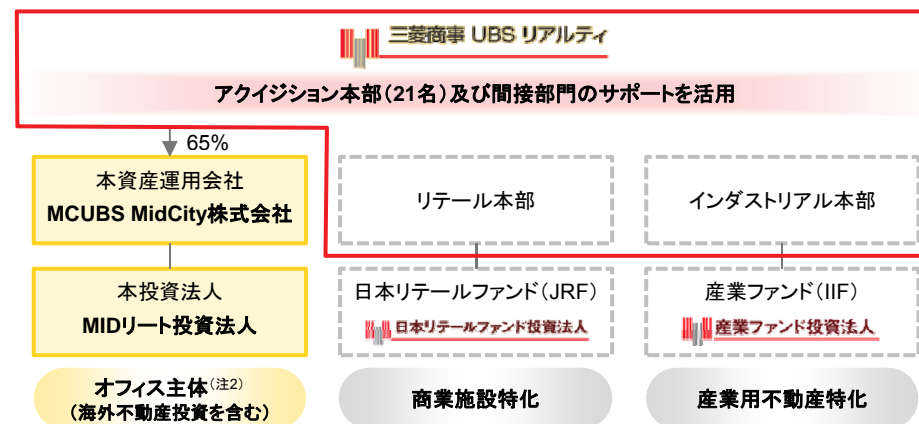 三菱商事 UBS リアルティ
アクイジション本部(21名)及び間接部門のサポートを活用
65%
本資産運用会社
MCUBS MidCity株式会社
リテール本部
インダストリアル本部
本投資法人
MIDリート投資法人
日本リテールファンド(JRF)
日本リテールファンド投資法人
産業ファンド(IIF)
産業ファンド投資法人
オフィス主体(注2)
(海外不動産投資を含む)
商業施設特化
産業用不動産特化